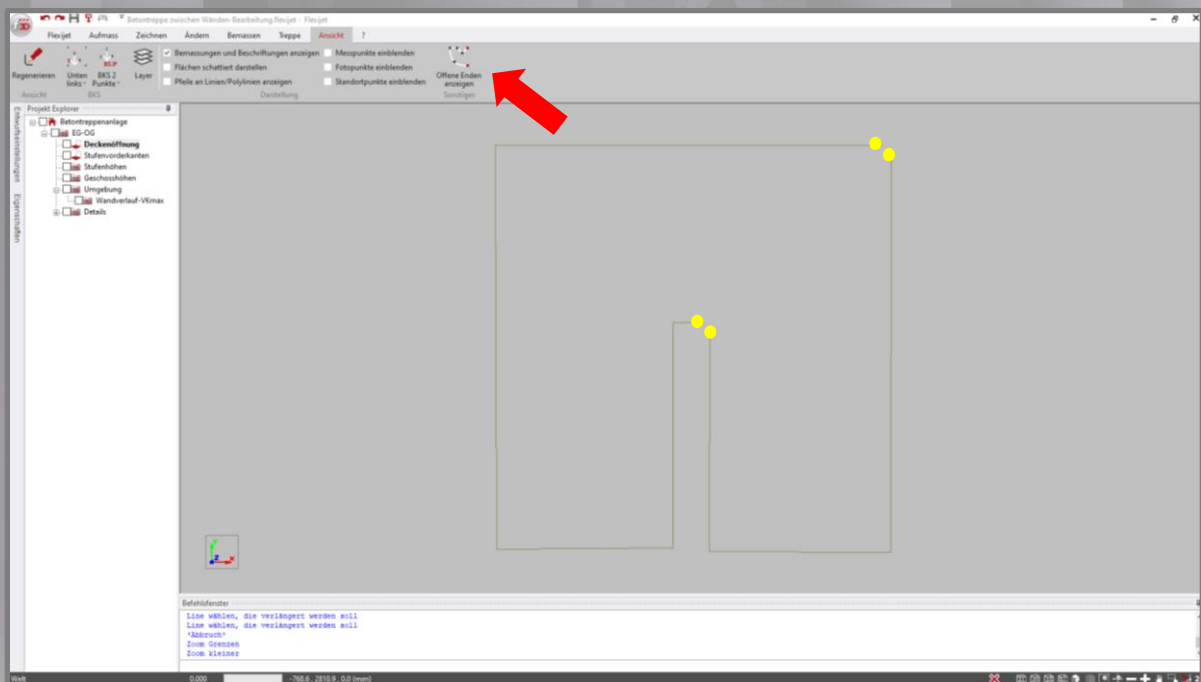 Betontreppe zwischen Wänden-Bearbeitung.flexijet - Flexijet
Flexijet Aufmass Zeichnen Ändern Bemassen Treppe Ansicht ?
Regenerieren
Unten links
BKS 2 Punkte
Layer
Bemassungen und Beschriftungen anzeigen
Flächen schattiert darstellen
Pfeile an Linien/Polylinien anzeigen
Messpunkte einblenden
Fotopunkte einblenden
Standortpunkte einblenden
Offene Enden
anzeigen
Ansicht BKS Darstellung Sonstiges
Entwurfseinstellungen
Eigenschaften
Projekt Explorer
Betontreppenanlage
EG-OG
Deckenöffnung
Stufenvorderkanten
Stufenhöhen
Geschosshöhen
Umgebung
Wandverlauf-VKmax
Details
Y
Z X
Befehlsfenster
Line wählen, die verlängert werden soll
Line wählen, die verlängert werden soll
*Abbruch*
Zoom Grenzen
Zoom kleiner
Welt 0.000 -768.6 , 2810.9 , 0.0 (mm)